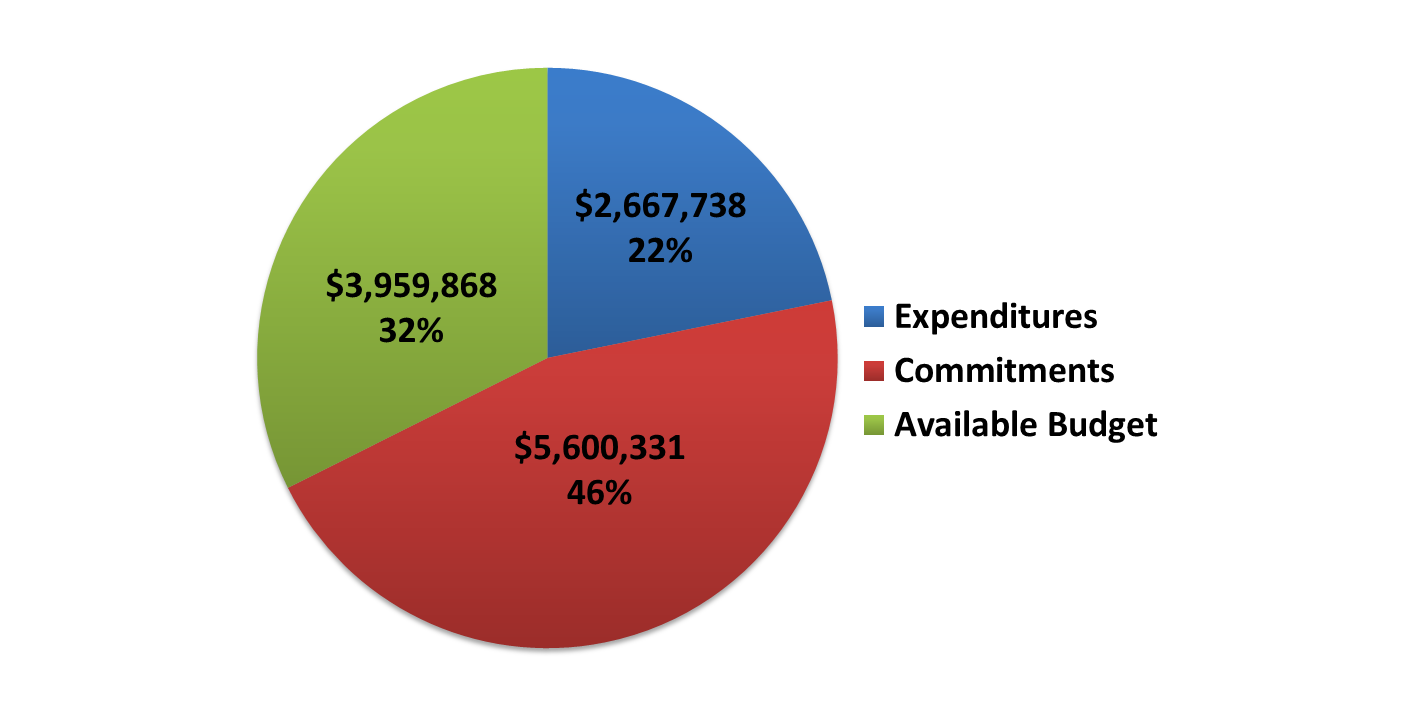 $2,667,738
22%
$3,959,868
32%
$5,600,331
46%
Expenditures
Commitments
Available Budget